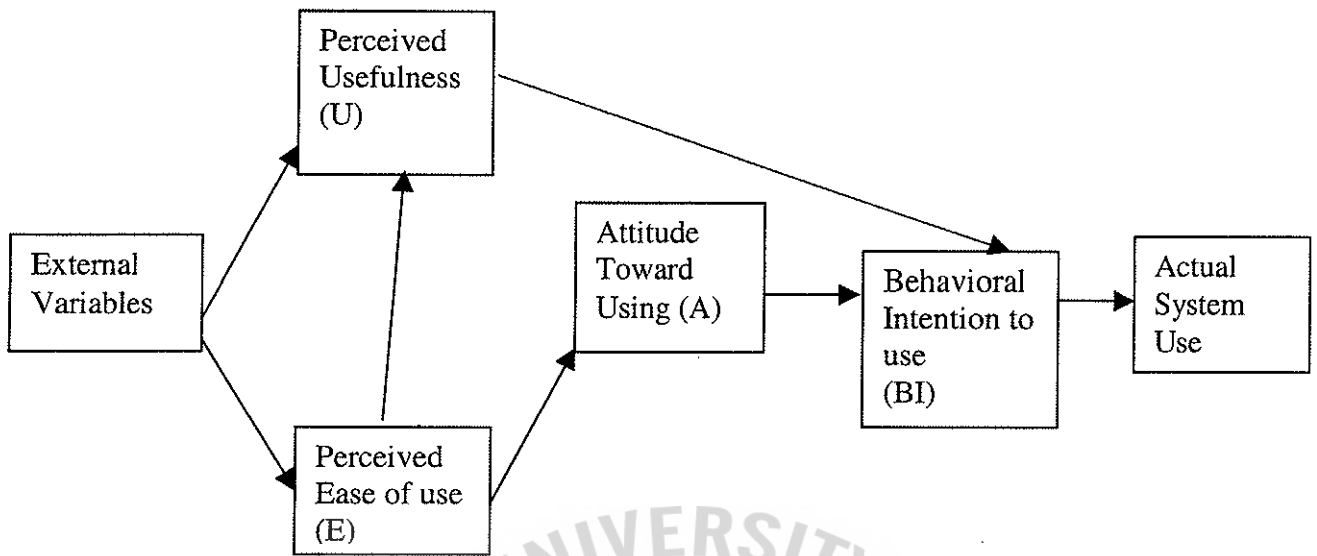 Perceived
Usefulness
(U)
External
Variables
Attitude
Toward
Using (A)
Behavioral
Intention to
use
(BI)
Actual
System
Use
Perceived
Ease of use
(E)
UNIVERSITY